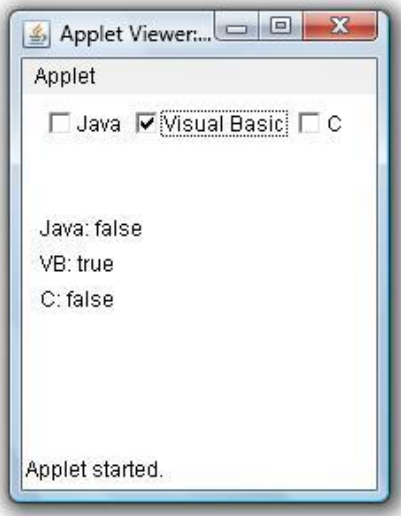 Applet Viewer:...
Applet
Java Visual Basic C
Java: false
VB: true
C: false
Applet started.